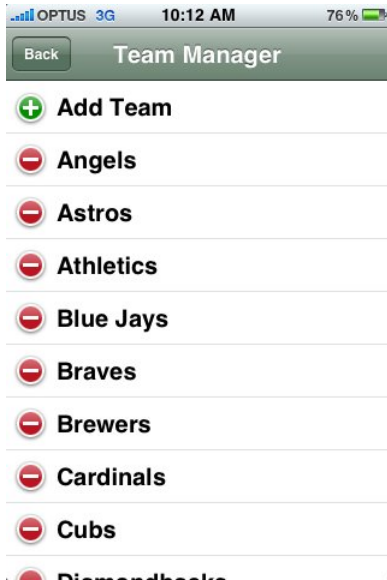 OPTUS 3G 10:12 AM 76%
Back Team Manager
Add Team
Angels
Astros
Athletics
Blue Jays
Braves
Brewers
Cardinals
Cubs
Diamondbacks